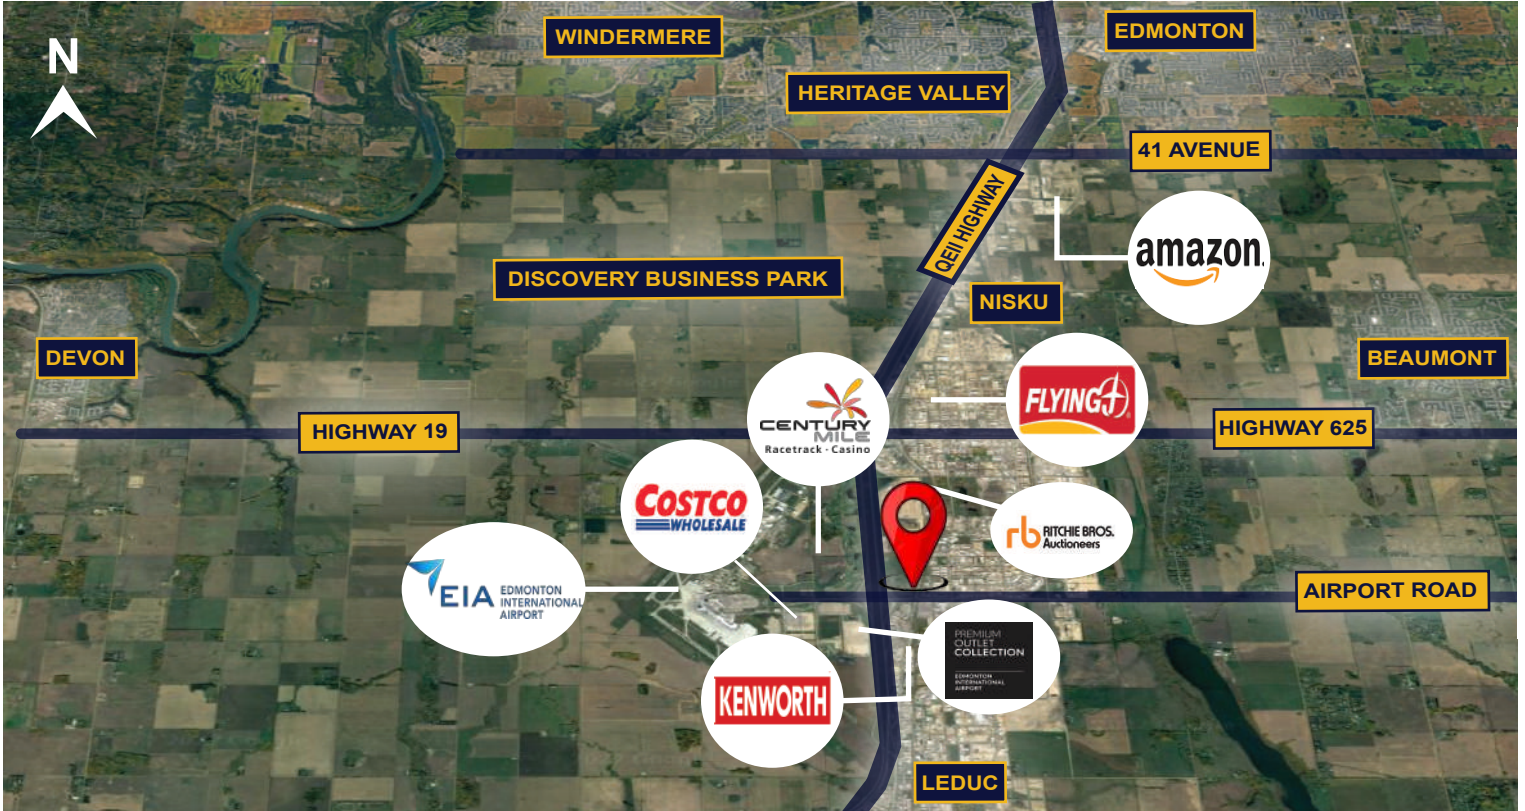 N
WINDERMERE
EDMONTON
HERITAGE VALLEY
41 AVENUE
QEII HIGHWAY
amazon
DISCOVERY BUSINESS PARK
NISKU
DEVON
BEAUMONT
FLYING J
CENTURY
MILE
Racetrack · Casino
HIGHWAY 19
HIGHWAY 625
COSTCO
WHOLESALE
rb RITCHIE BROS.
Auctioneers
EIA EDMONTON
INTERNATIONAL
AIRPORT
AIRPORT ROAD
PREMIUM
OUTLET
COLLECTION
EDMONTON
INTERNATIONAL
AIRPORT
KENWORTH
LEDUC